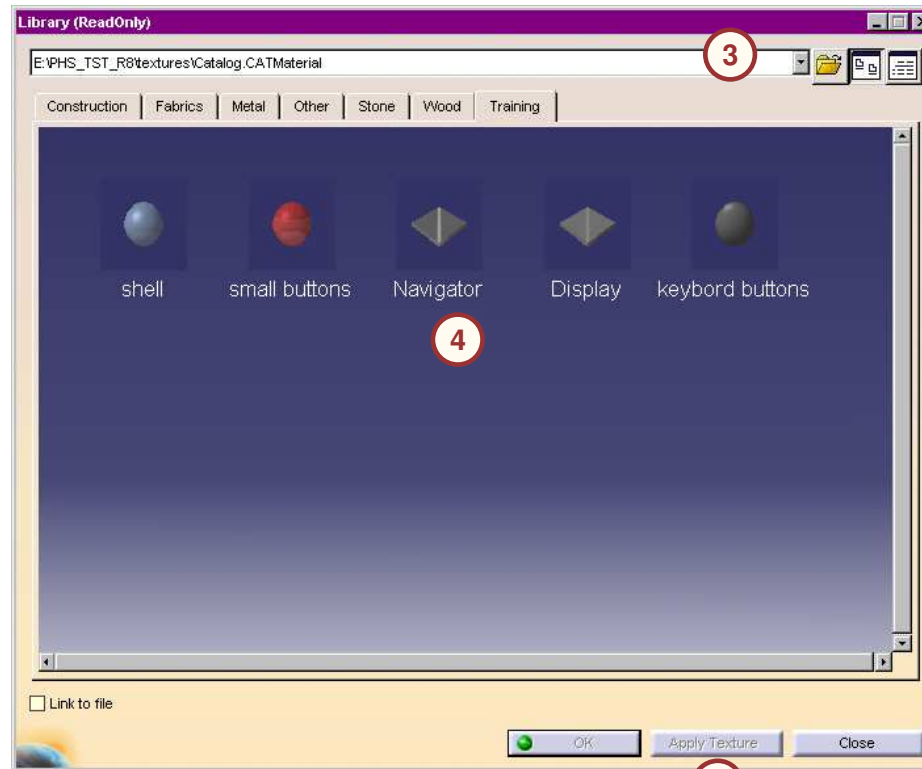 Library (ReadOnly)
3
E:\PHS_TST_R8\textures\Catalog.CATMaterial
Construction Fabrics Metal Other Stone Wood Training
shell small buttons Navigator Display keybord buttons
4
Link to file
OK Apply Texture Close